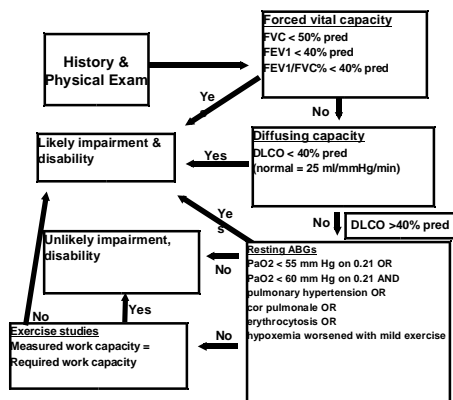 History &
Physical Exam
Forced vital capacity
FVC < 50% pred
FEV1 < 40% pred
FEV1/FVC% < 40% pred
Ye
s
No
Likely impairment &
disability
Yes
Diffusing capacity
DLCO < 40% pred
(normal = 25 ml/mmHg/min)
Ye
s
No
DLCO >40% pred
Unlikely impairment,
disability
No
Resting ABGs
PaO2 < 55 mm Hg on 0.21 OR
PaO2 < 60 mm Hg on 0.21 AND
pulmonary hypertension OR
cor pulmonale OR
erythrocytosis OR
hypoxemia worsened with mild exercise
No
Yes
No
Exercise studies
Measured work capacity =
Required work capacity